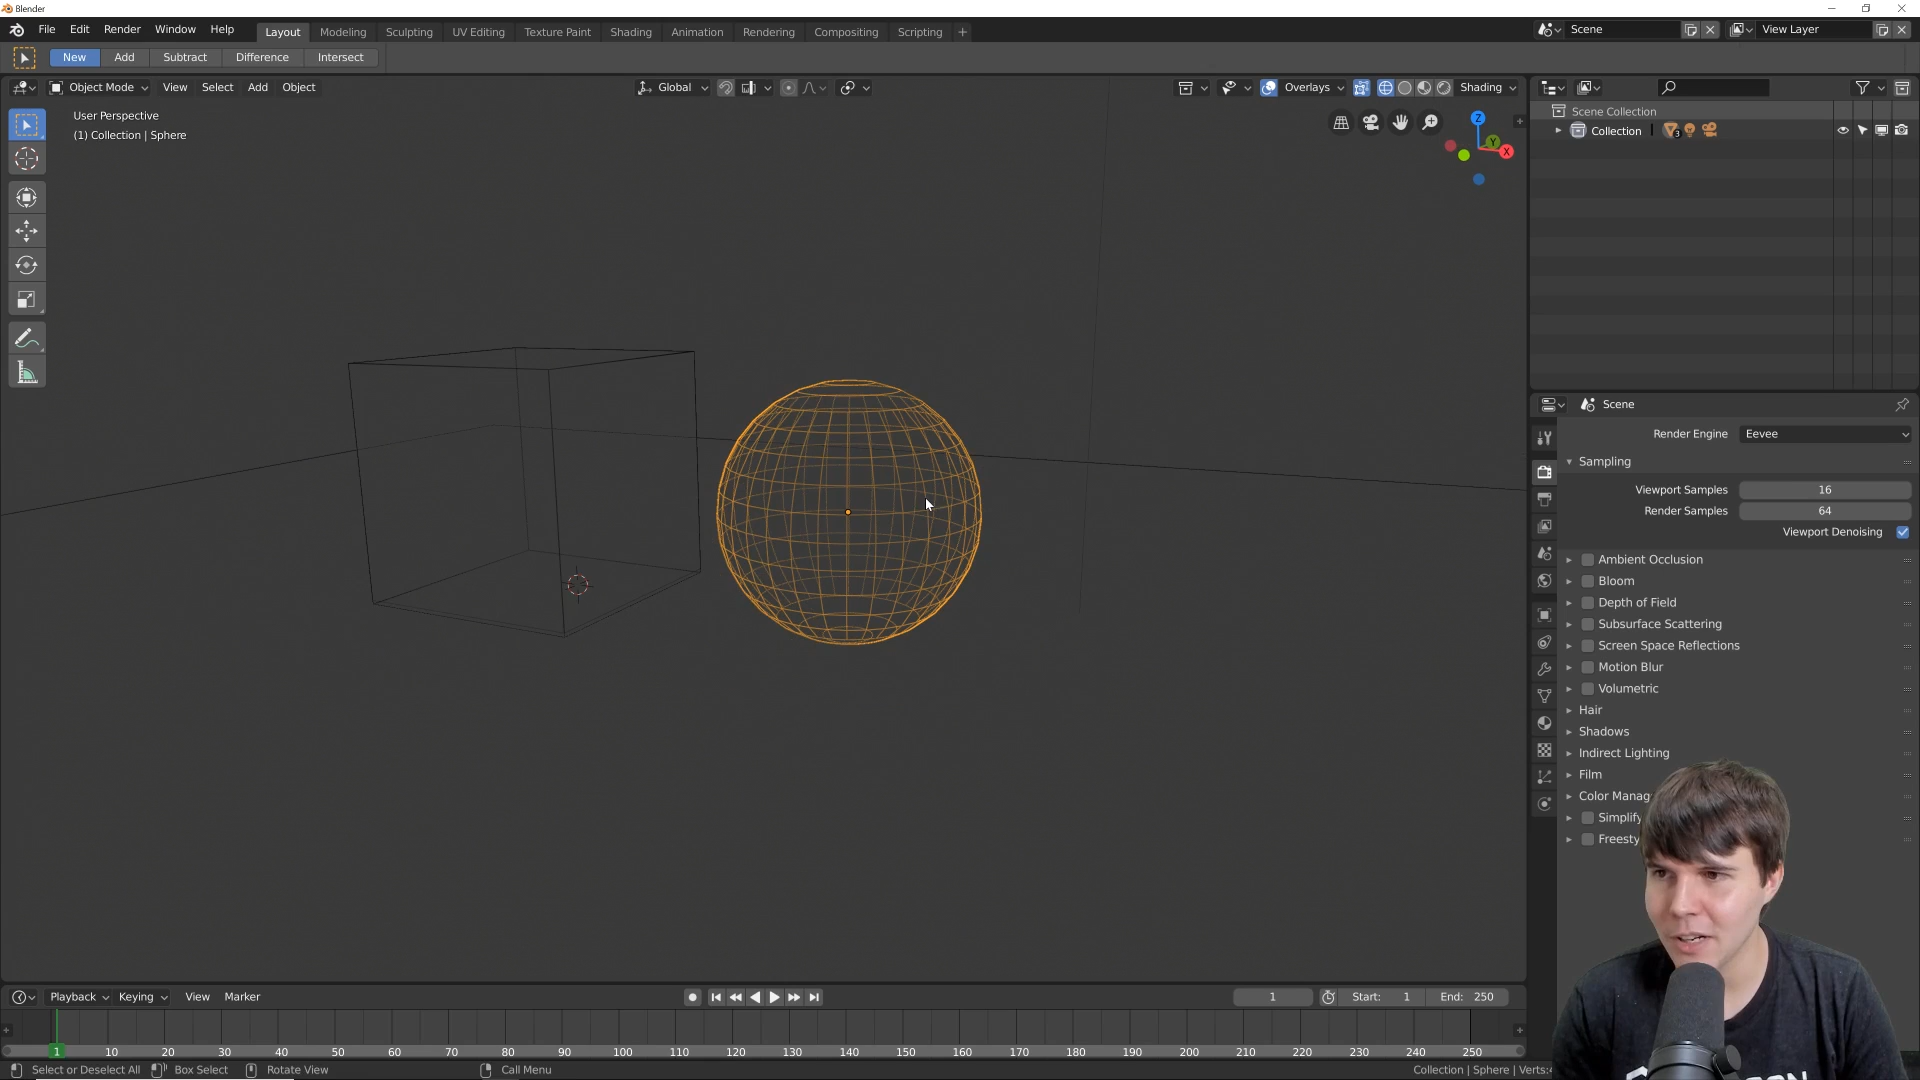 Blender
File Edit Render Window Help Layout Modeling Sculpting UV Editing Texture Paint Shading Animation Rendering Compositing Scripting + Scene View Layer
New Add Subtract Difference Intersect
Object Mode View Select Add Object Global Overlays Shading
User Perspective
(1) Collection | Sphere
Z
Y
X
Scene Collection
Collection 3
Scene
Render Engine Eevee
Sampling
Viewport Samples 16
Render Samples 64
Viewport Denoising
Ambient Occlusion
Bloom
Depth of Field
Subsurface Scattering
Screen Space Reflections
Motion Blur
Volumetric
Hair
Shadows
Indirect Lighting
Film
Color Manag
Simplify
Freesty
Playback Keying View Marker 1 Start: 1 End: 250
1 10 20 30 40 50 60 70 80 90 100 110 120 130 140 150 160 170 180 190 200 210 220 230 240 250
Select or Deselect All Box Select Rotate View Call Menu Collection | Sphere | Verts:4